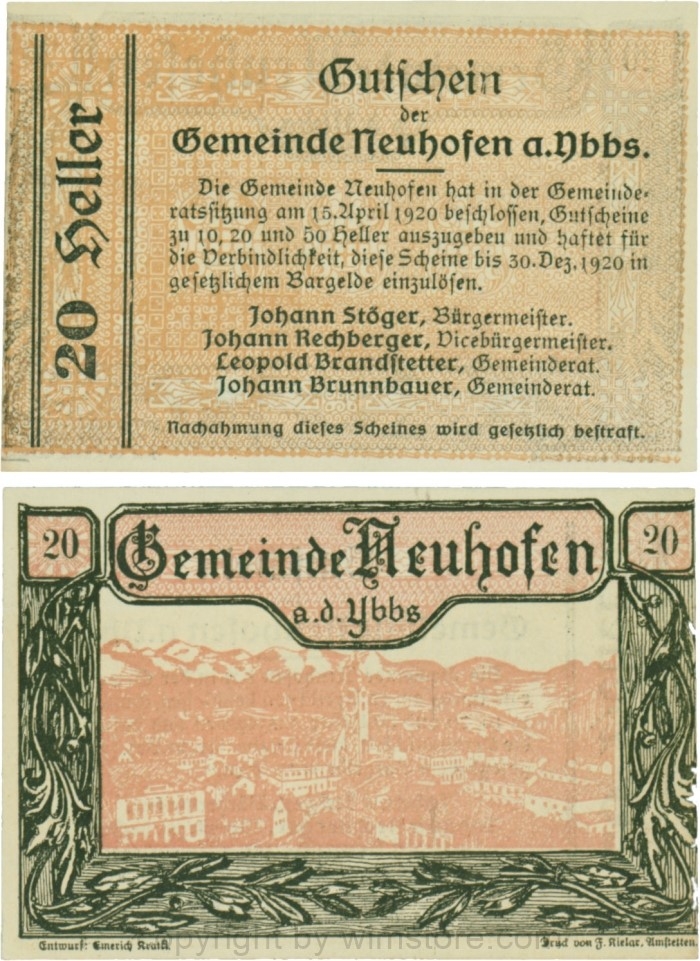 Gutschein
der
Gemeinde Neuhofen a. Ybbs.
Die Gemeinde Neuhofen hat in der Gemeinde-
ratssitzung am 15. April 1920 beschlossen, Gutscheine
zu 10, 20 und 50 Heller auszugebeu und haftet für
die Verbindlichkeit, diese Scheine bis 30. Dez. 1920 in
gesetzlichem Bargelde einzulösen.
Johann Stöger, Bürgermeister.
Johann Rechberger, Vicebürgermeister.
Leopold Brandstetter, Gemeinderat.
Johann Brunnbauer, Gemeinderat.
Nachahmung dieses Scheines wird gesetzlich bestraft.
20 Heller
20
Gemeinde Neuhofen
a. d. Ybbs
20
Entwurf: Emerich
Druck von F. Kielar, Amstetten.
copyright by wimstore.com